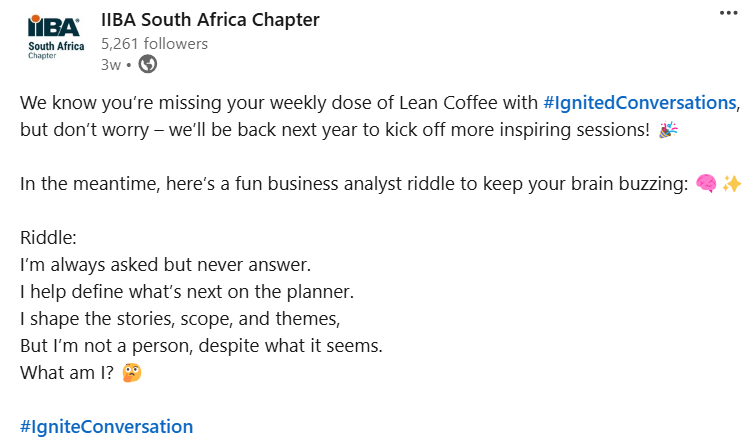 IIBA®
South Africa
Chapter
IIBA South Africa Chapter
5,261 followers
3w •
We know you’re missing your weekly dose of Lean Coffee with #IgnitedConversations,
but don’t worry – we’ll be back next year to kick off more inspiring sessions! 🎉
In the meantime, here’s a fun business analyst riddle to keep your brain buzzing: 🧠✨
Riddle:
I’m always asked but never answer.
I help define what’s next on the planner.
I shape the stories, scope, and themes,
But I’m not a person, despite what it seems.
What am I? 🤔
#IgniteConversation